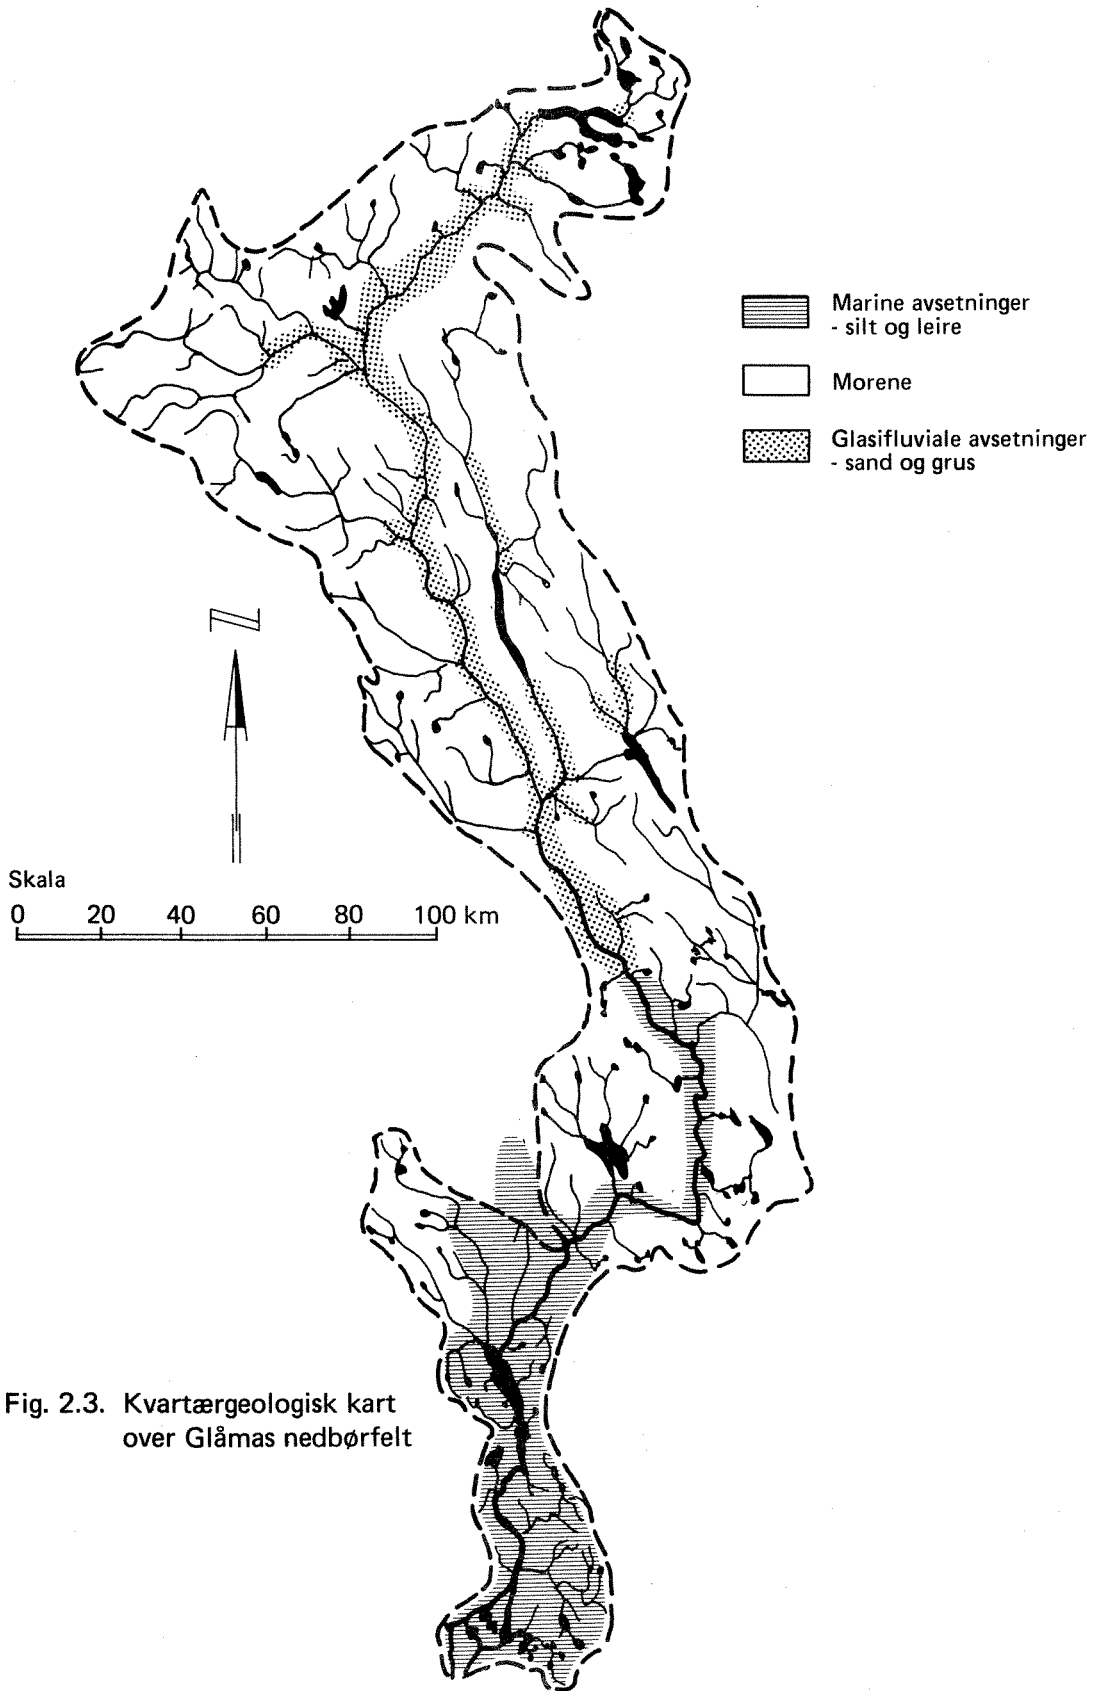 Marine avsetninger
- silt og leire
Morene
Glasifluviale avsetninger
- sand og grus
N
Skala
0 20 40 60 80 100 km
Fig. 2.3. Kvartærgeologisk kart
over Glåmas nedbørfelt